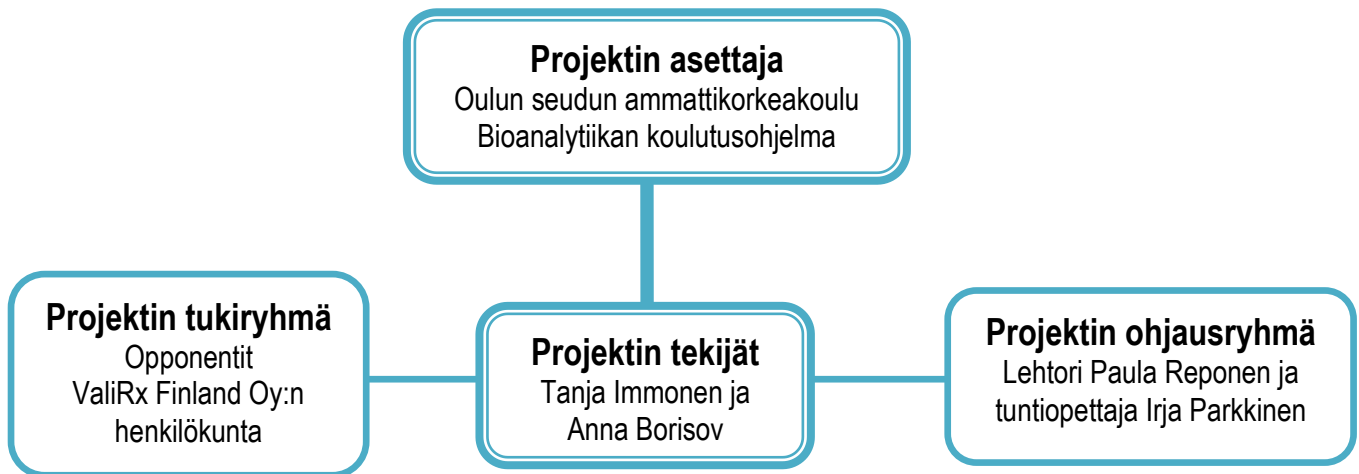 Projektin asettaja
Oulun seudun ammattikorkeakoulu
Bioanalytiikan koulutusohjelma
Projektin tukiryhmä
Opponentit
ValiRx Finland Oy:n
henkilökunta
Projektin tekijät
Tanja Immonen ja
Anna Borisov
Projektin ohjausryhmä
Lehtori Paula Reponen ja
tuntiopettaja Irja Parkkinen